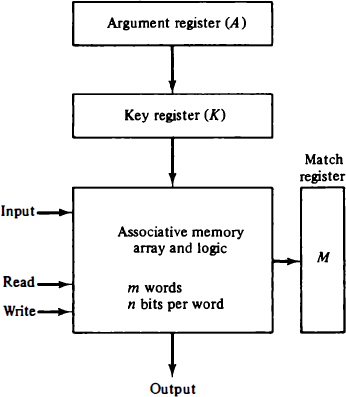 Argument register (A)
Key register (K)
Match
register
Input
Associative memory
array and logic
M
Read
m words
n bits per word
Write
Output